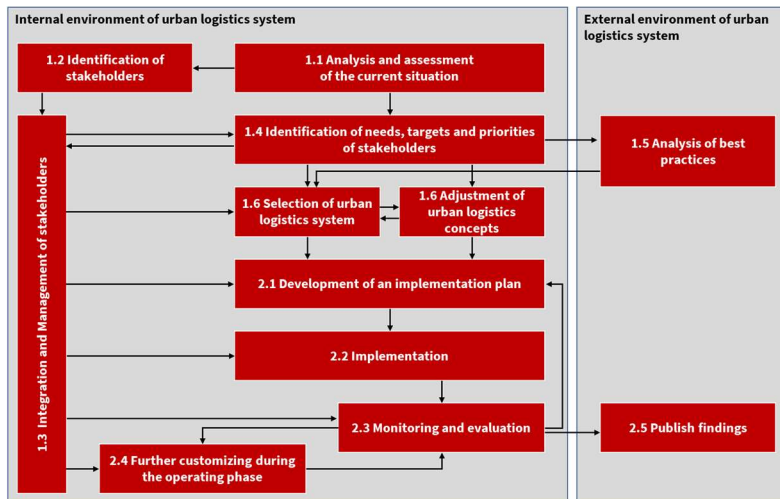 Internal environment of urban logistics system
External environment of urban
logistics system
1.2 Identification of
stakeholders
1.1 Analysis and assessment
of the current situation
1.3 Integration and Management of stakeholders
1.4 Identification of needs, targets and priorities
of stakeholders
1.5 Analysis of best
practices
1.6 Selection of urban
logistics system
1.6 Adjustment of
urban logistics
concepts
2.1 Development of an implementation plan
2.2 Implementation
2.3 Monitoring and evaluation
2.5 Publish findings
2.4 Further customizing during
the operating phase